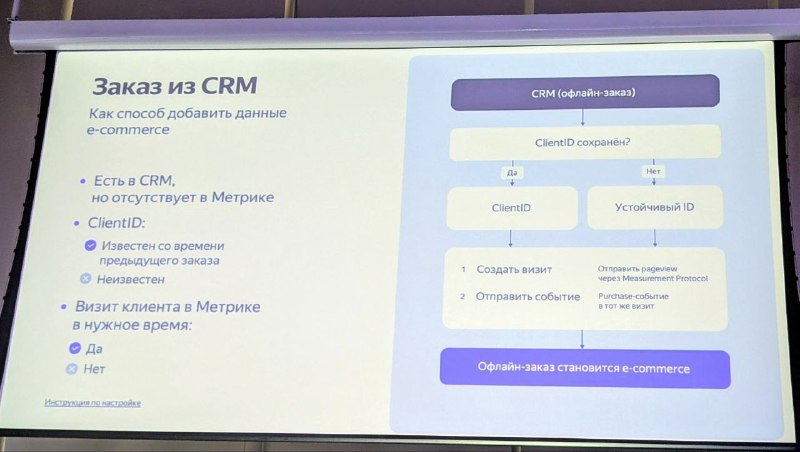 Заказ из CRM
Как способ добавить данные
e-commerce
Есть в CRM,
но отсутствует в Метрике
ClientID:
Известен со времени
предыдущего заказа
Неизвестен
Визит клиента в Метрике
в нужное время:
Да
Нет
Инструкция по настройке
CRM (офлайн-заказ)
ClientID сохранён?
Да
Нет
ClientID
Устойчивый ID
1 Создать визит
Отправить pageview
через Measurement Protocol
2 Отправить событие
Purchase-событие
в тот же визит
Офлайн-заказ становится e-commerce